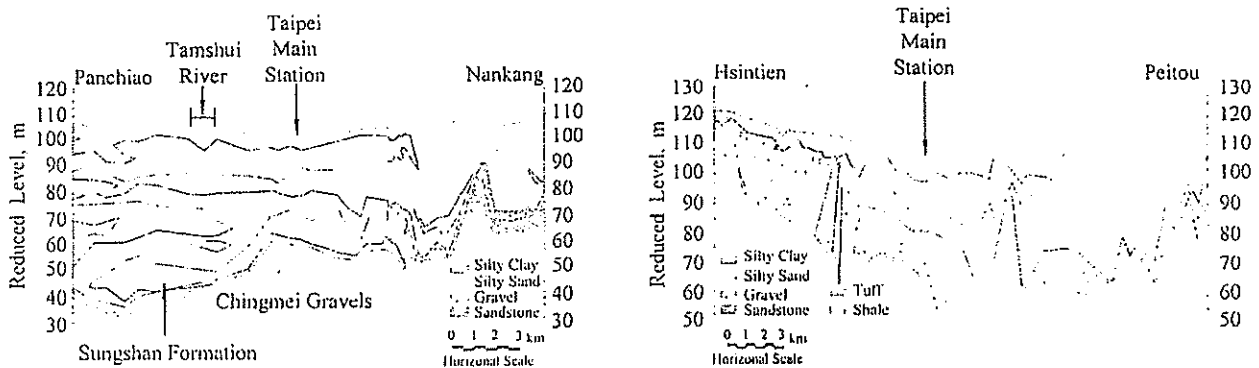 Taipei
Main
Station
Tamshui
River
Panchiao
Nankang
120
110
100
90
80
70
60
50
40
30
Reduced Level, m
120
110
100
90
80
70
60
50
40
30
Silty Clay
Silty Sand
Gravel
Sandstone
0 1 2 3 km
Horizonal Scale
Chingmei Gravels
Sungshan Formation
Taipei
Main
Station
Hsintien
Peitou
130
120
110
100
90
80
70
60
50
Reduced Level, m
130
120
110
100
90
80
70
60
50
Silty Clay
Silty Sand
Gravel
Sandstone
Tuff
Shale
0 1 2 3 km
Horizonal Scale